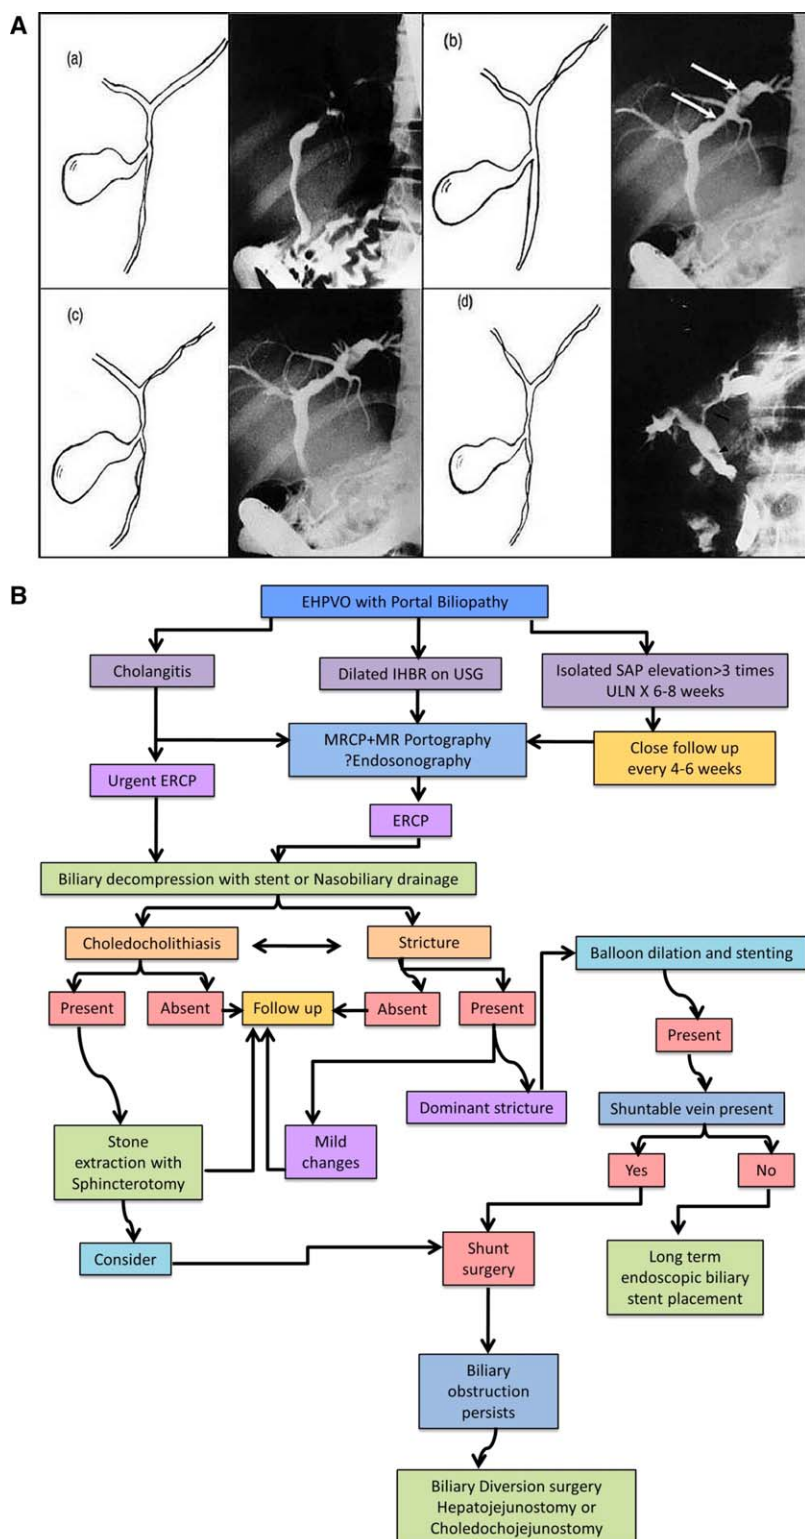 A
(a)
(b)
(c)
(d)
B
EHPVO with Portal Biliopathy
Cholangitis
Dilated IHBR on USG
Isolated SAP elevation>3 times
ULN X 6-8 weeks
MRCP+MR Portography
?Endosonography
Close follow up
every 4-6 weeks
Urgent ERCP
ERCP
Biliary decompression with stent or Nasobiliary drainage
Choledocholithiasis
Stricture
Balloon dilation and stenting
Present
Absent
Follow up
Absent
Present
Present
Dominant stricture
Shuntable vein present
Stone
extraction with
Sphincterotomy
Mild
changes
Yes
No
Consider
Shunt
surgery
Long term
endoscopic biliary
stent placement
Biliary
obstruction
persists
Biliary Diversion surgery
Hepatojejunostomy or
Choledochojejunostomy